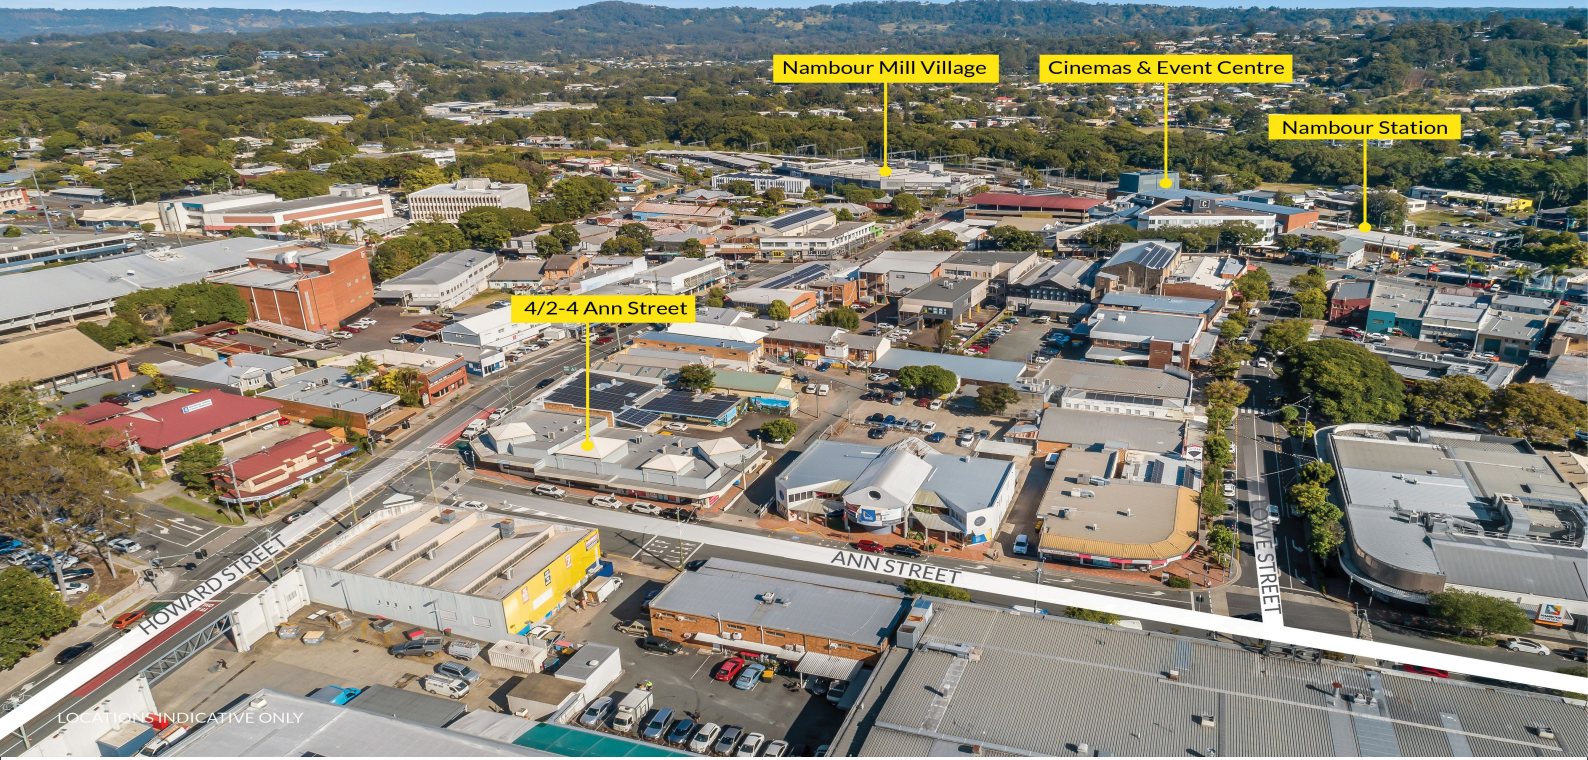 Nambour Mill Village
Cinemas & Event Centre
Nambour Station
4/2-4 Ann Street
HOWARD STREET
ANN STREET
LOWE STREET
LOCATIONS INDICATIVE ONLY